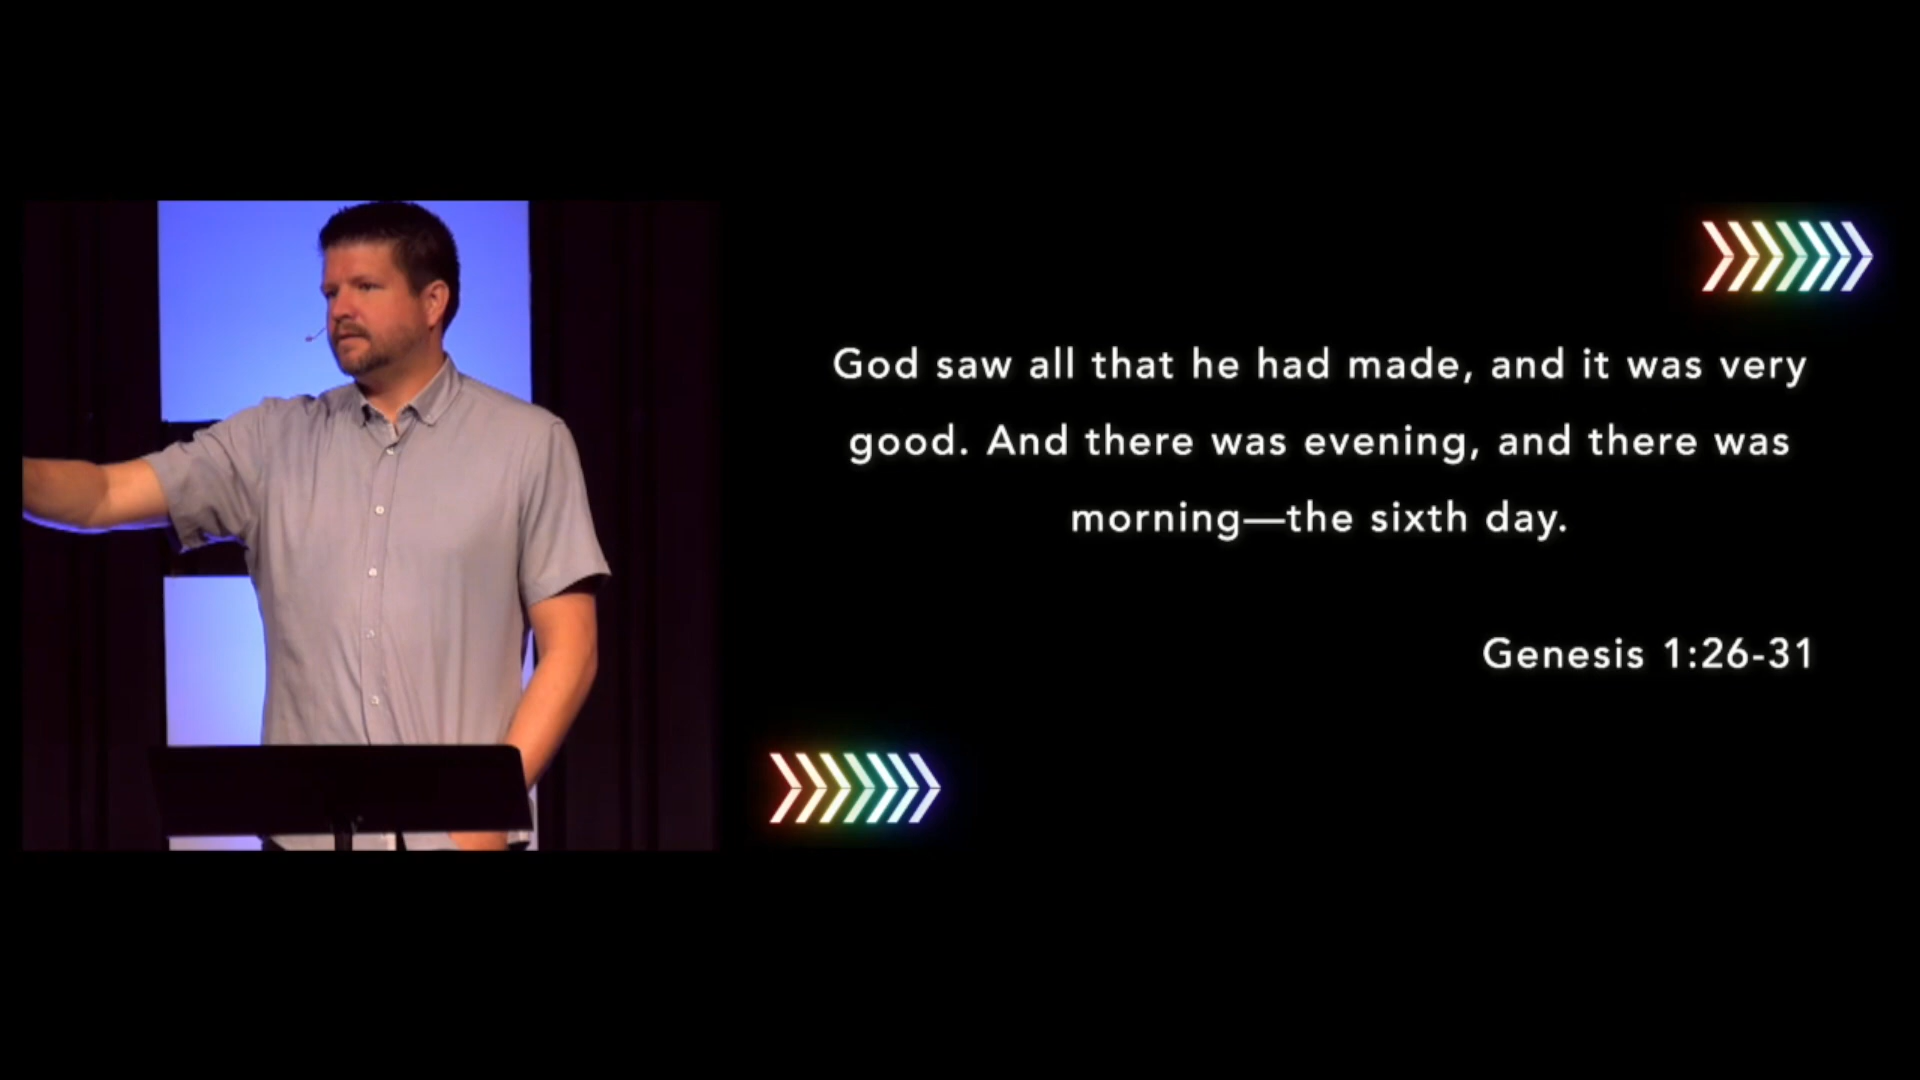 God saw all that he had made, and it was very
good. And there was evening, and there was
morning—the sixth day.
Genesis 1:26-31